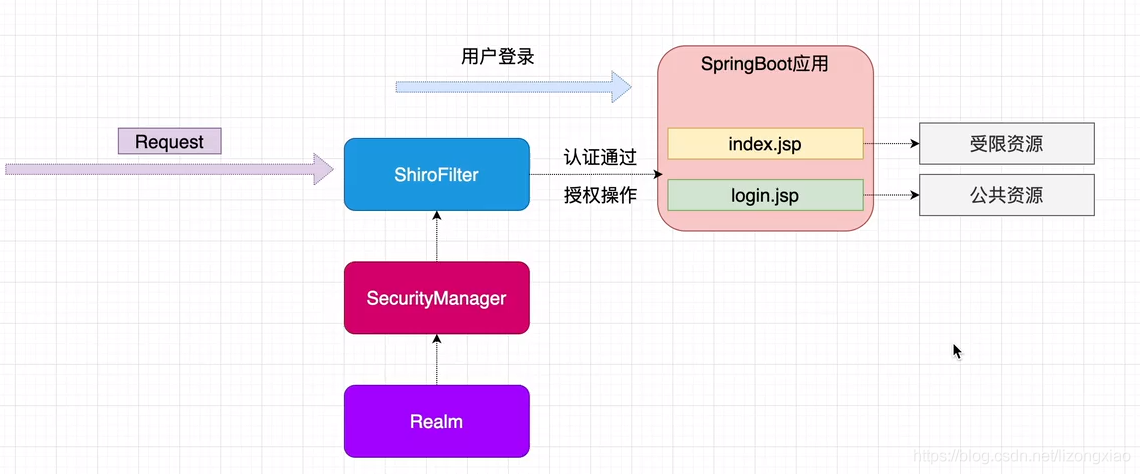 用户登录
SpringBoot应用
Request
index.jsp
受限资源
ShiroFilter
认证通过
授权操作
login.jsp
公共资源
SecurityManager
Realm
https://blog.csdn.net/lizongxiao